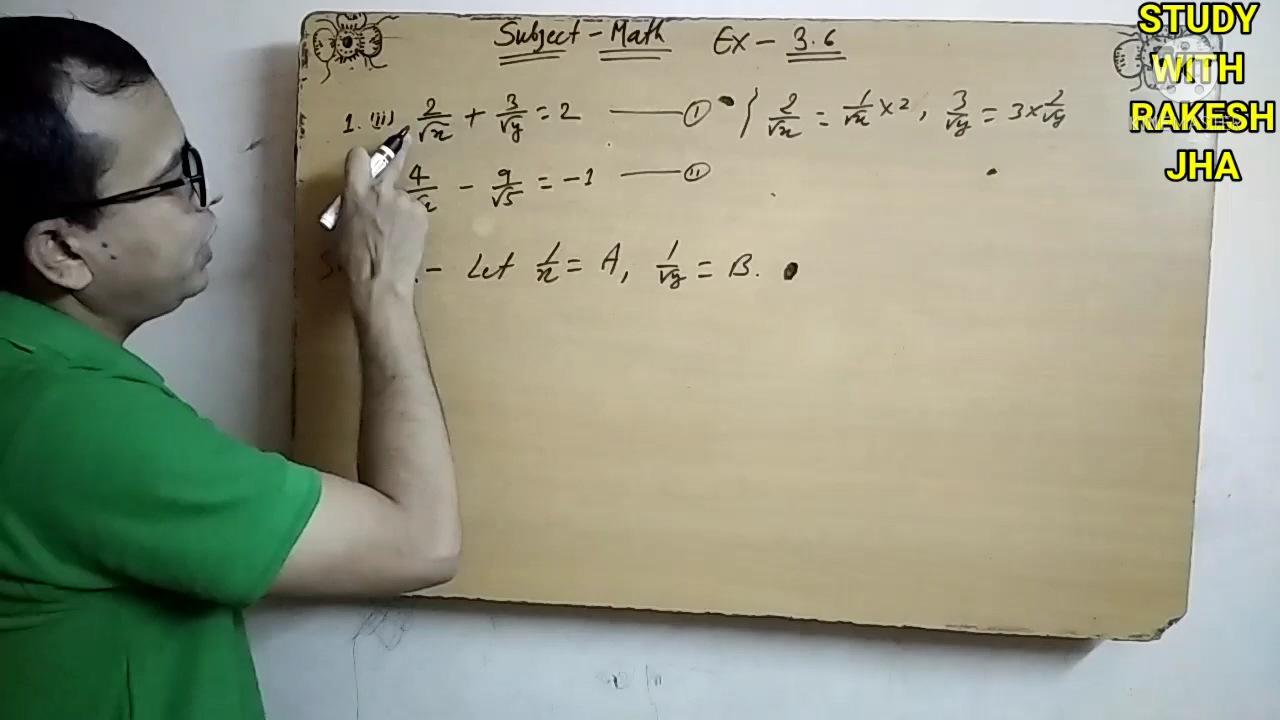 Subject - Math Ex - 3.6
1. (ii) 2/√x + 3/√y = 2 —— (I) } 2/√x = 1/√x × 2, 3/√y = 3 × 1/√y
4/√x - 9/√5 = -1 —— (II)
- Let 1/x = A, 1/√y = B.
STUDY
WITH
RAKESH
JHA